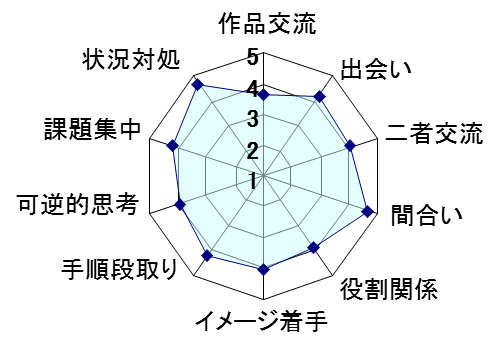 作品交流
状況対処
出会い
課題集中
二者交流
可逆的思考
間合い
手順段取り
役割関係
イメージ着手
5
4
3
2
1